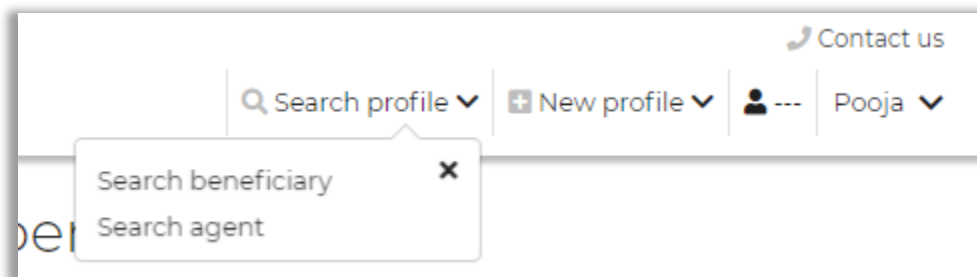 Contact us
Search profile New profile --- Pooja
Search beneficiary
Search agent